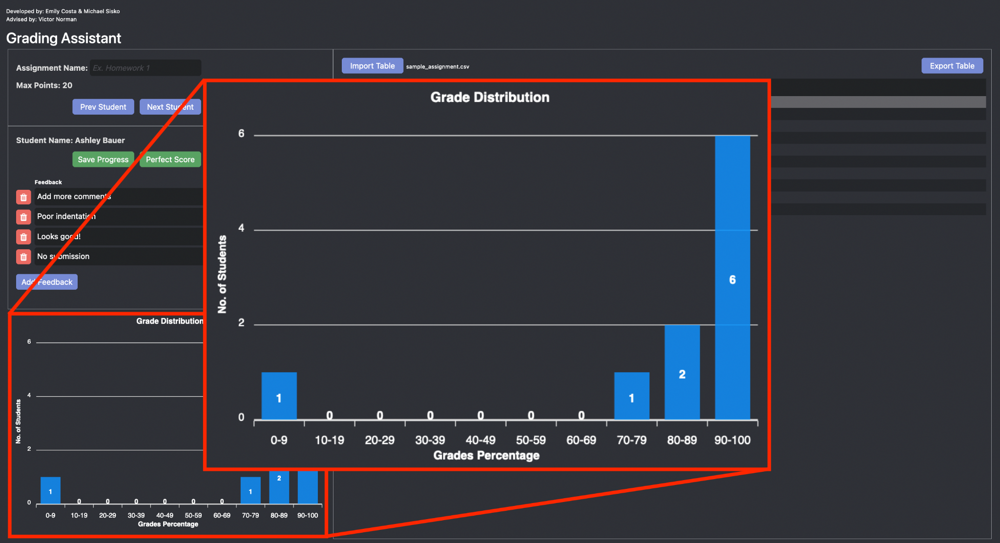 Developed by: Emily Costa & Michael Sisko
Advised by: Victor Norman
Grading Assistant
Assignment Name: Ex. Homework 1
Max Points: 20
Prev Student Next Student
Student Name: Ashley Bauer
Save Progress Perfect Score
Feedback
Add more comments
Poor indentation
Looks good!
No submission
Add Feedback
Import Table sample_assignment.csv Export Table
Grade Distribution
6
4
2
0
No. of Students
1 0 0 0 0 0 0 1 2 6
0-9 10-19 20-29 30-39 40-49 50-59 60-69 70-79 80-89 90-100
Grades Percentage
Grade Distribution
6
4
2
0
No. of Students
1 0 0 0 0 0 0 1 2
0-9 10-19 20-29 30-39 40-49 50-59 60-69 70-79 80-89 90-100
Grades Percentage